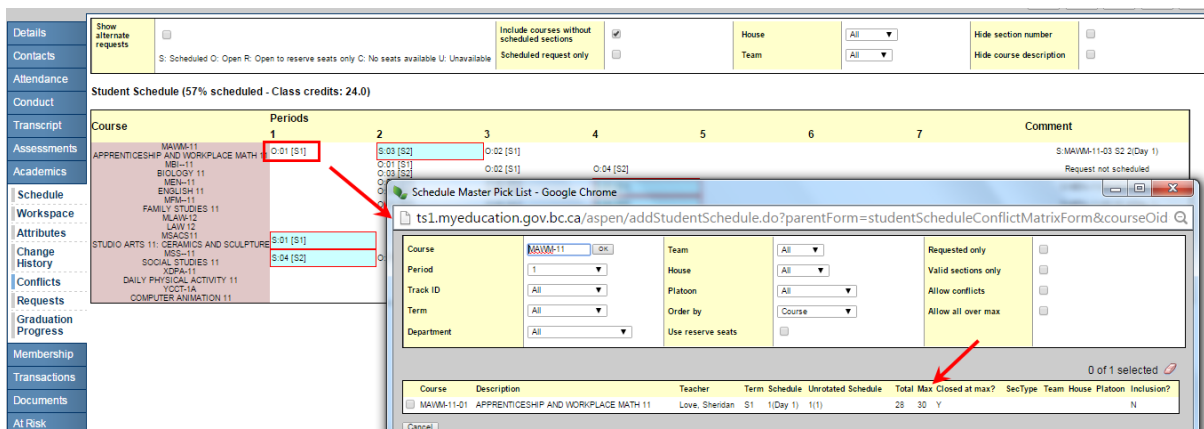 Details
Contacts
Attendance
Conduct
Transcript
Assessments
Academics
Schedule
Workspace
Attributes
Change
History
Conflicts
Requests
Graduation
Progress
Membership
Transactions
Documents
At Risk
Show
alternate
requests
S: Scheduled O: Open R: Open to reserve seats only C: No seats available U: Unavailable
Include courses without
scheduled sections
Scheduled request only
House All
Team All
Hide section number
Hide course description
Student Schedule (57% scheduled - Class credits: 24.0)
Course Periods Comment
1 2 3 4 5 6 7
MAWM-11
APPRENTICESHIP AND WORKPLACE MATH 11 O:01 [S1] S:03 [S2] O:02 [S1] S:MAWM-11-03 S2 2(Day 1)
MBI--11
BIOLOGY 11 O:01 [S1] O:03 [S2] O:02 [S1] O:04 [S2] Request not scheduled
MEN--11
ENGLISH 11
MFM--11
FAMILY STUDIES 11
MLAW-12
LAW 12
MSACS11
STUDIO ARTS 11: CERAMICS AND SCULPTURE S:01 [S1]
MSS--11
SOCIAL STUDIES 11 S:04 [S2]
XDPA-11
DAILY PHYSICAL ACTIVITY 11
YCCT-1A
COMPUTER ANIMATION 11
Schedule Master Pick List - Google Chrome
ts1.myeducation.gov.bc.ca/aspen/addStudentSchedule.do?parentForm=studentScheduleConflictMatrixForm&courseOid
Course MAWM-11 OK
Period 1
Track ID All
Term All
Department All
Team All
House All
Platoon All
Order by Course
Use reserve seats
Requested only
Valid sections only
Allow conflicts
Allow all over max
0 of 1 selected
Course Description Teacher Term Schedule Unrotated Schedule Total Max Closed at max? SecType Team House Platoon Inclusion?
MAWM-11-01 APPRENTICESHIP AND WORKPLACE MATH 11 Love, Sheridan S1 1(Day 1) 1(1) 28 30 Y N
Cancel